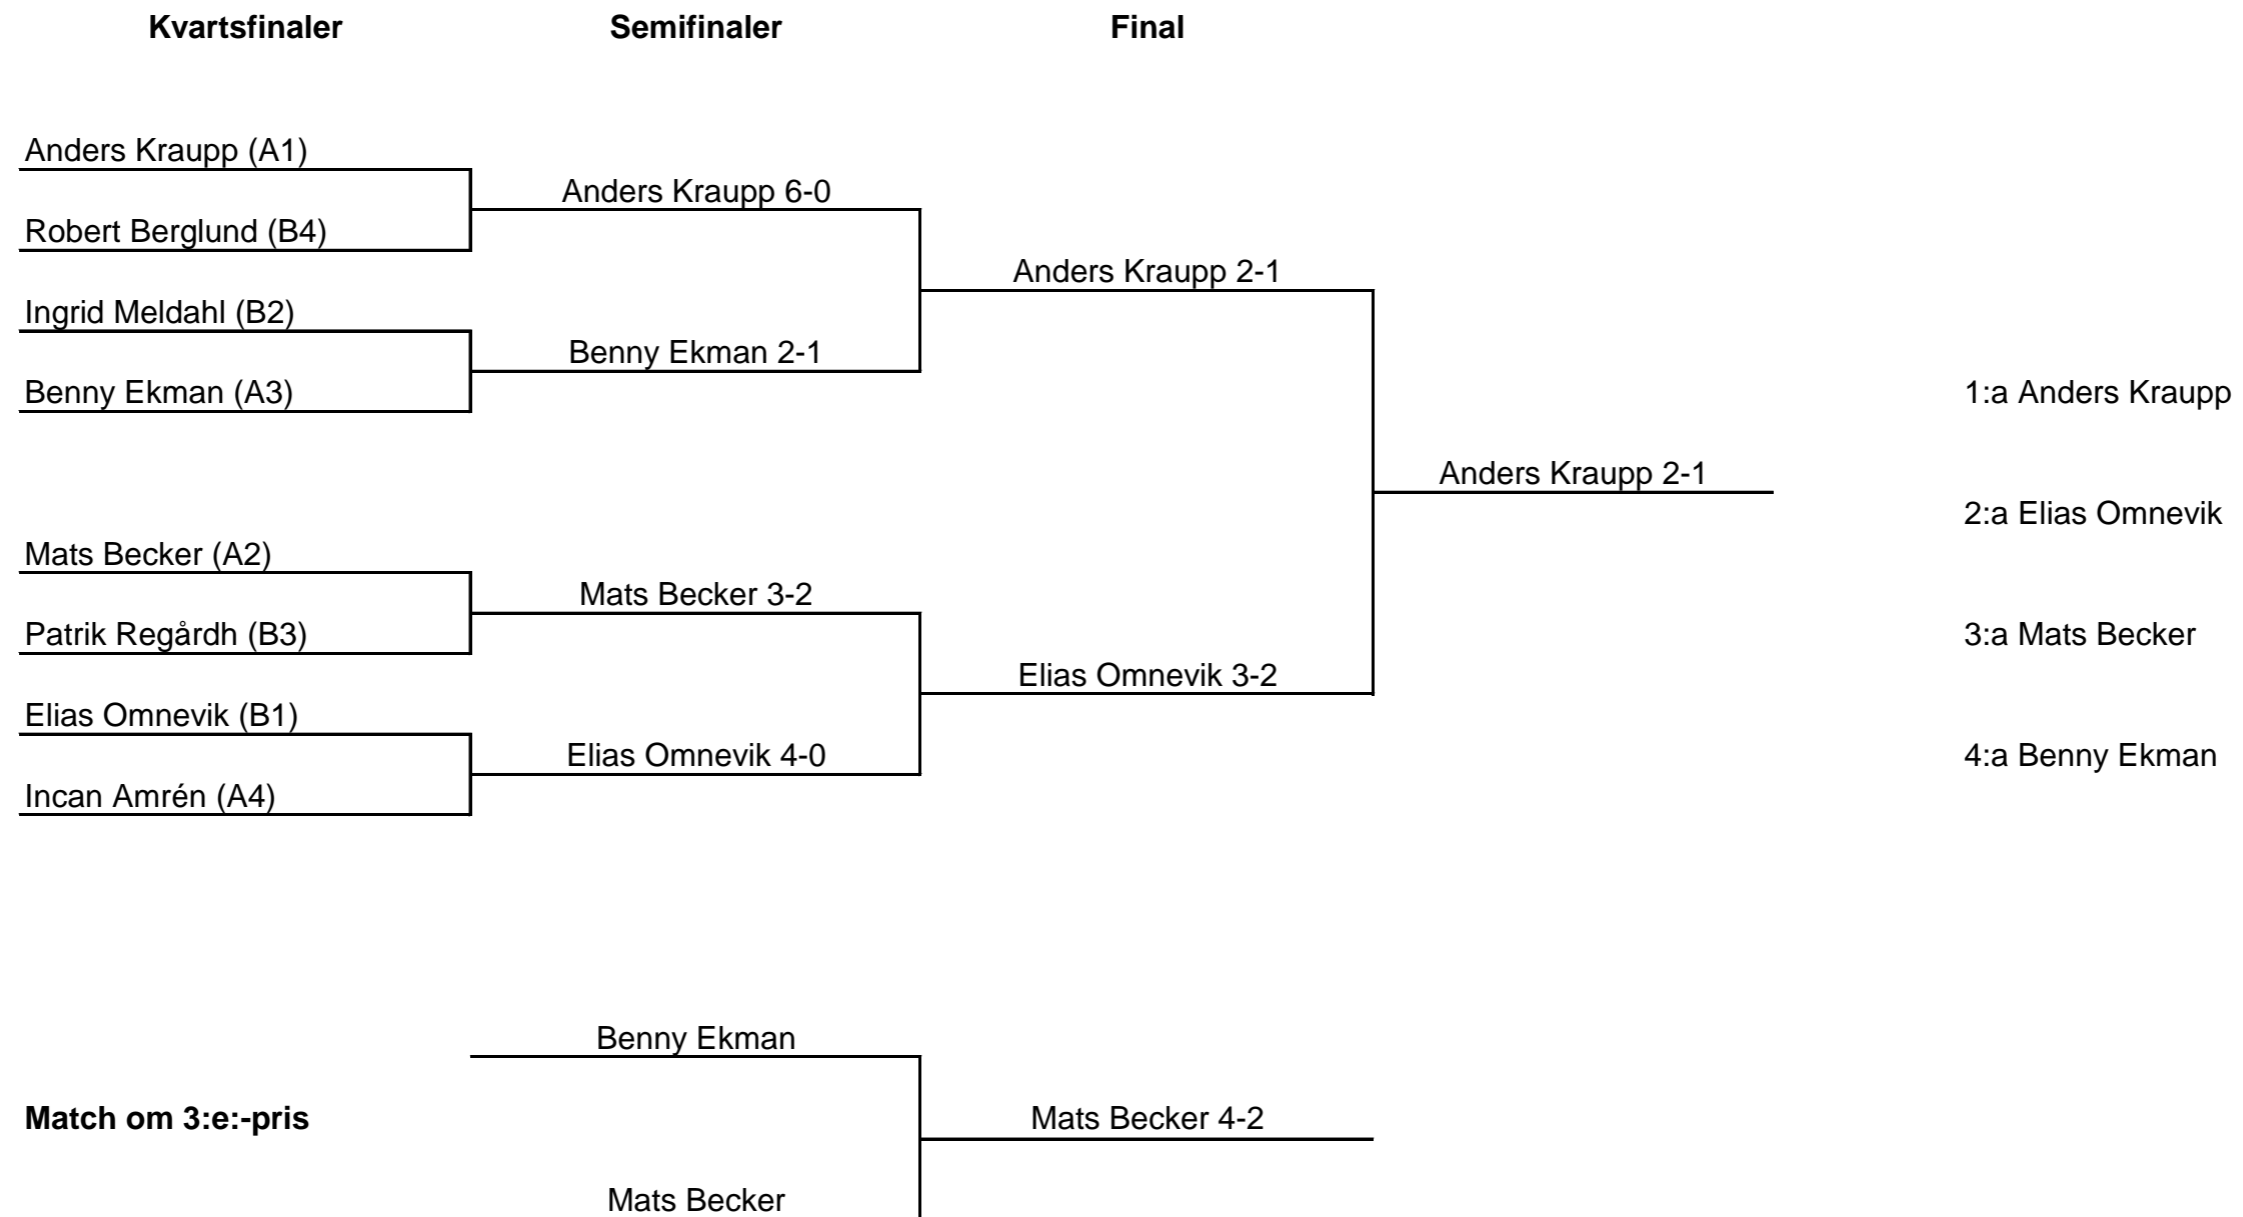 Kvartsfinaler Semifinaler Final
Anders Kraupp (A1)
Anders Kraupp 6-0
Robert Berglund (B4)
Anders Kraupp 2-1
Ingrid Meldahl (B2)
Benny Ekman 2-1
Benny Ekman (A3) 1:a Anders Kraupp
Anders Kraupp 2-1
2:a Elias Omnevik
Mats Becker (A2)
Mats Becker 3-2
Patrik Regårdh (B3) 3:a Mats Becker
Elias Omnevik 3-2
Elias Omnevik (B1)
Elias Omnevik 4-0 4:a Benny Ekman
Incan Amrén (A4)
Benny Ekman
Match om 3:e:-pris Mats Becker 4-2
Mats Becker